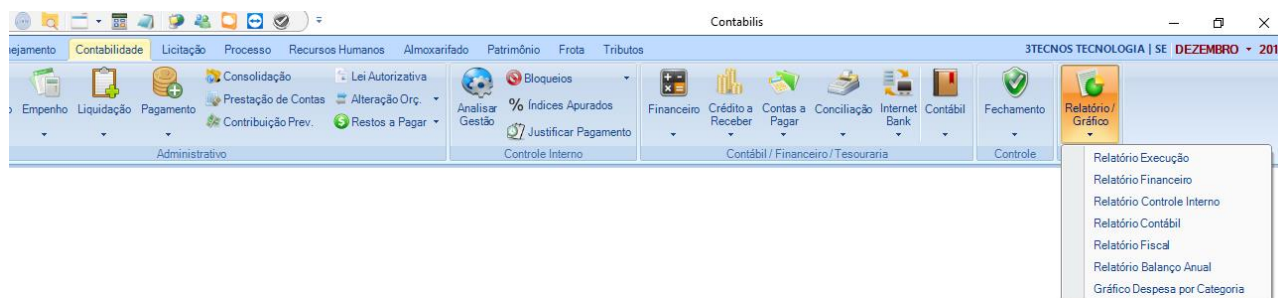 Contabilis
ejamento Contabilidade Licitação Processo Recursos Humanos Almoxarifado Patrimônio Frota Tributos 3TECNOS TECNOLOGIA | SE DEZEMBRO 201
Consolidação Lei Autorizativa Bloqueios
o Empenho Liquidação Pagamento Prestação de Contas Alteração Orç. Analisar Gestão % Índices Apurados Financeiro Crédito a Receber Contas a Pagar Conciliação Internet Bank Contábil Fechamento Relatório / Gráfico
Contribuição Prev. Restos a Pagar Justificar Pagamento
Administrativo Controle Interno Contábil / Financeiro / Tesouraria Controle
Relatório Execução
Relatório Financeiro
Relatório Controle Interno
Relatório Contábil
Relatório Fiscal
Relatório Balanço Anual
Gráfico Despesa por Categoria